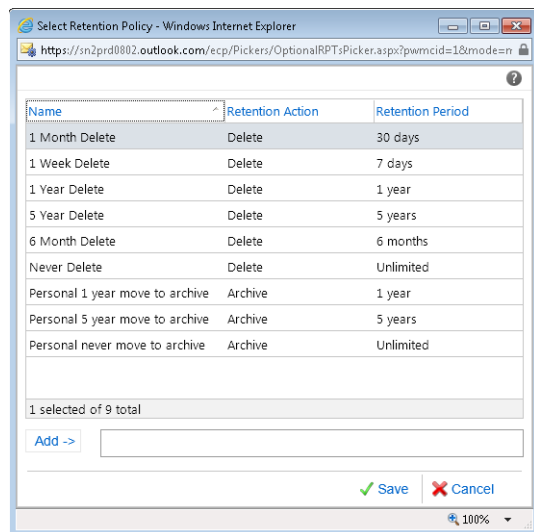 Select Retention Policy - Windows Internet Explorer
https://sn2prd0802.outlook.com/ecp/Pickers/OptionalRPTsPicker.aspx?pwmcid=1&mode=n
?
Name Retention Action Retention Period
1 Month Delete Delete 30 days
1 Week Delete Delete 7 days
1 Year Delete Delete 1 year
5 Year Delete Delete 5 years
6 Month Delete Delete 6 months
Never Delete Delete Unlimited
Personal 1 year move to archive Archive 1 year
Personal 5 year move to archive Archive 5 years
Personal never move to archive Archive Unlimited
1 selected of 9 total
Add ->
Save Cancel
100%